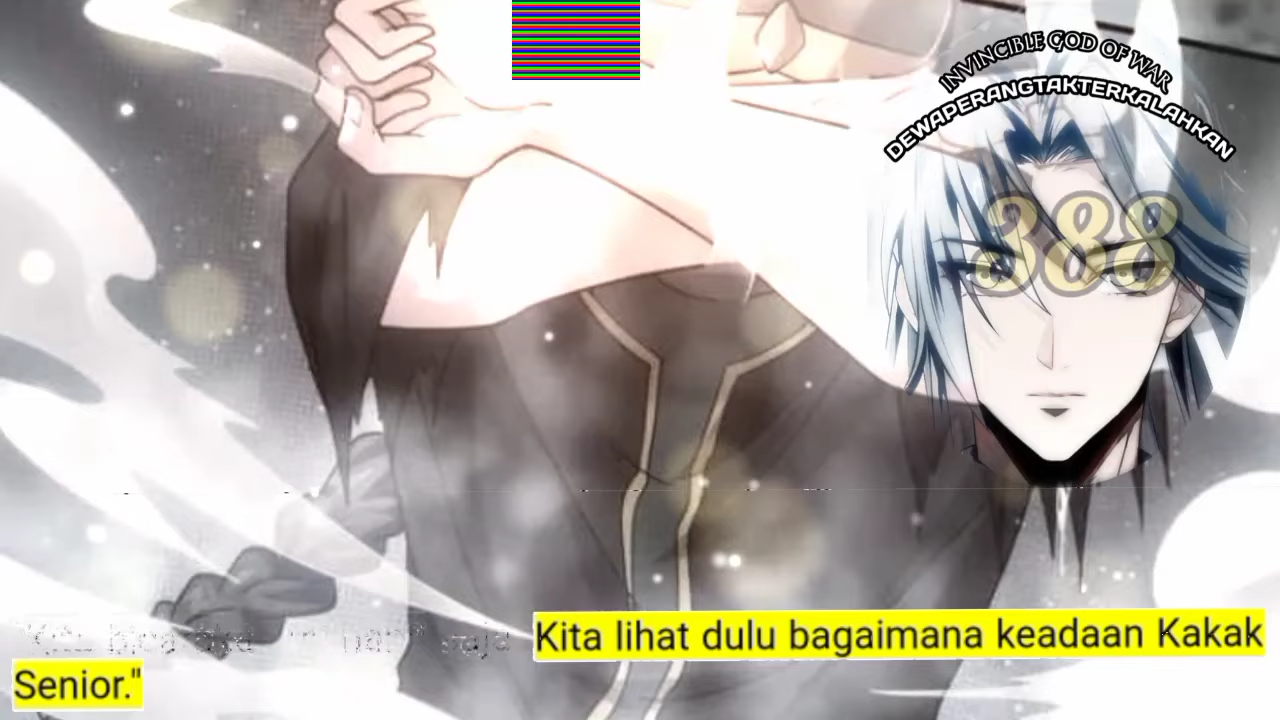 INVINCIBLE GOD OF WAR
DEWAPERANGTAKTERKALAHKAN
388
Kita lihat dulu bagaimana keadaan Kakak
Senior."